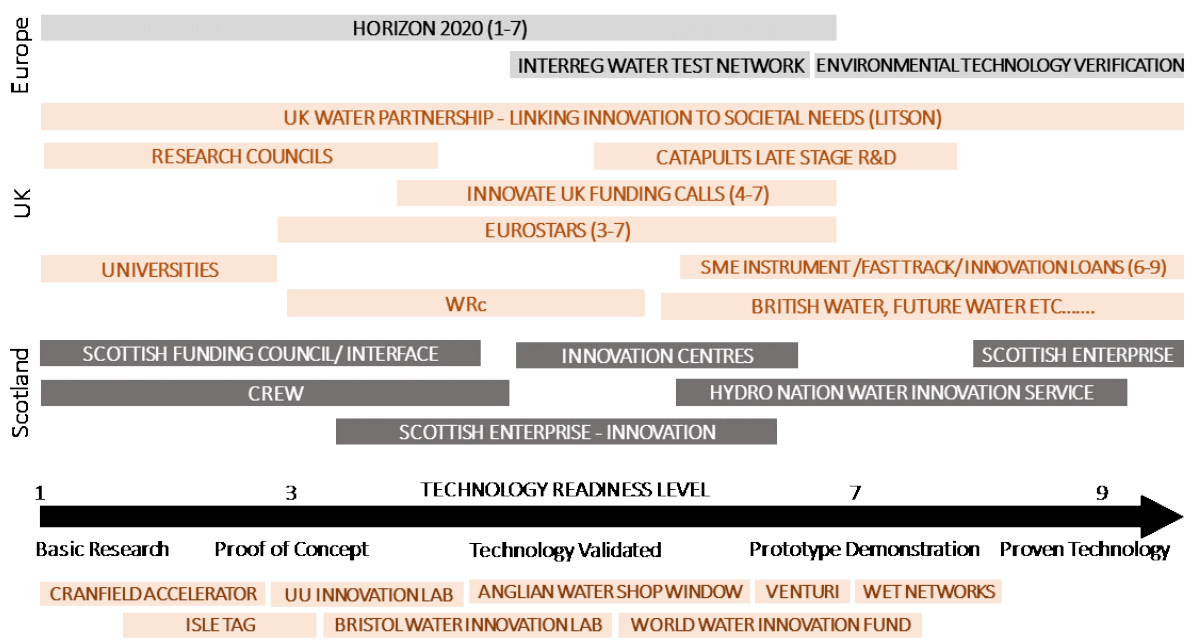 Europe
HORIZON 2020 (1-7)
INTERREG WATER TEST NETWORK
ENVIRONMENTAL TECHNOLOGY VERIFICATION
UK
UK WATER PARTNERSHIP - LINKING INNOVATION TO SOCIETAL NEEDS (LITSON)
RESEARCH COUNCILS
CATAPULTS LATE STAGE R&D
INNOVATE UK FUNDING CALLS (4-7)
EUROSTARS (3-7)
UNIVERSITIES
SME INSTRUMENT /FAST TRACK/ INNOVATION LOANS (6-9)
WRc
BRITISH WATER, FUTURE WATER ETC.......
Scotland
SCOTTISH FUNDING COUNCIL/ INTERFACE
INNOVATION CENTRES
SCOTTISH ENTERPRISE
CREW
HYDRO NATION WATER INNOVATION SERVICE
SCOTTISH ENTERPRISE - INNOVATION
1
3
TECHNOLOGY READINESS LEVEL
7
9
Basic Research
Proof of Concept
Technology Validated
Prototype Demonstration
Proven Technology
CRANFIELD ACCELERATOR
UU INNOVATION LAB
ANGLIAN WATER SHOP WINDOW
VENTURI
WET NETWORKS
ISLE TAG
BRISTOL WATER INNOVATION LAB
WORLD WATER INNOVATION FUND